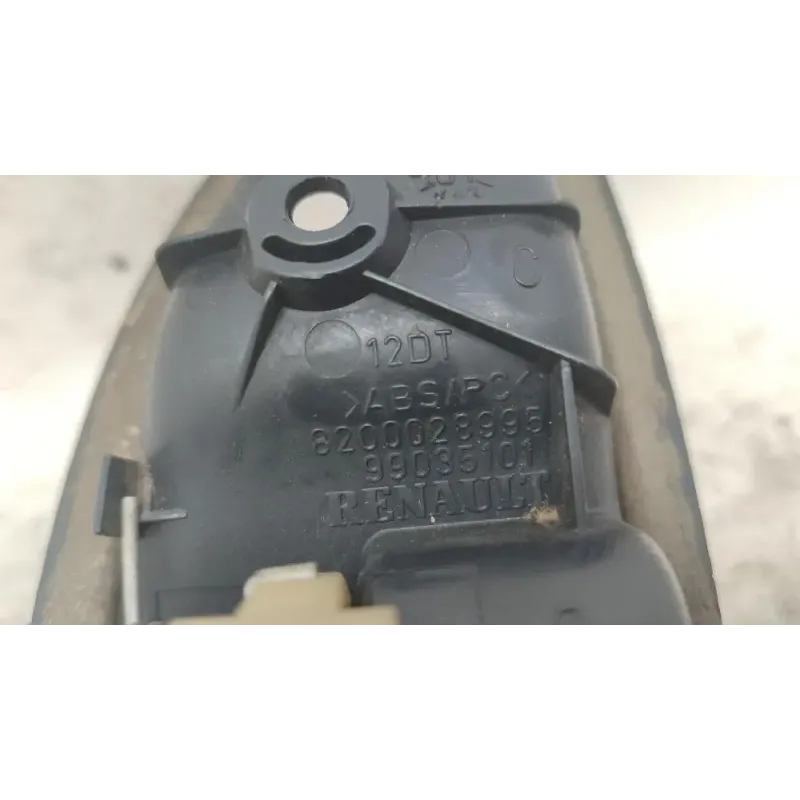 C
12DT
>ABS/PC<
8200028995
99035101
RENAULT